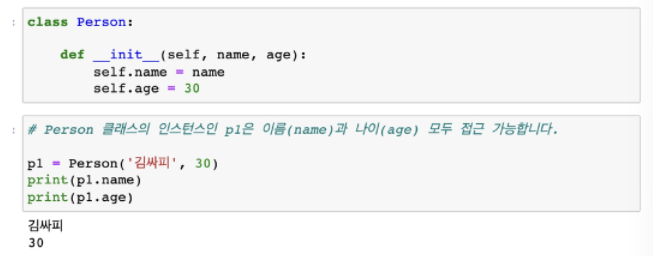 class Person:
def __init__(self, name, age):
self.name = name
self.age = 30
# Person 클래스의 인스턴스인 p1은 이름(name)과 나이(age) 모두 접근 가능합니다.
p1 = Person('김싸피', 30)
print(p1.name)
print(p1.age)
김싸피
30